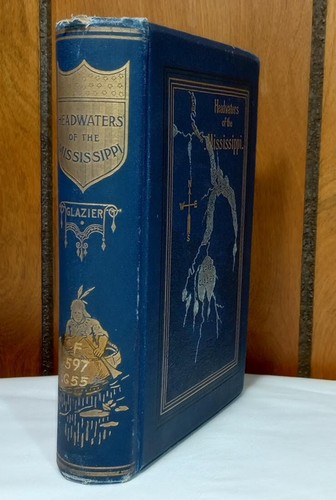 HEADWATERS
OF THE
MISSISSIPPI
GLAZIER
F
597
G55
Headwaters
of the
Mississippi.
N
W E
S